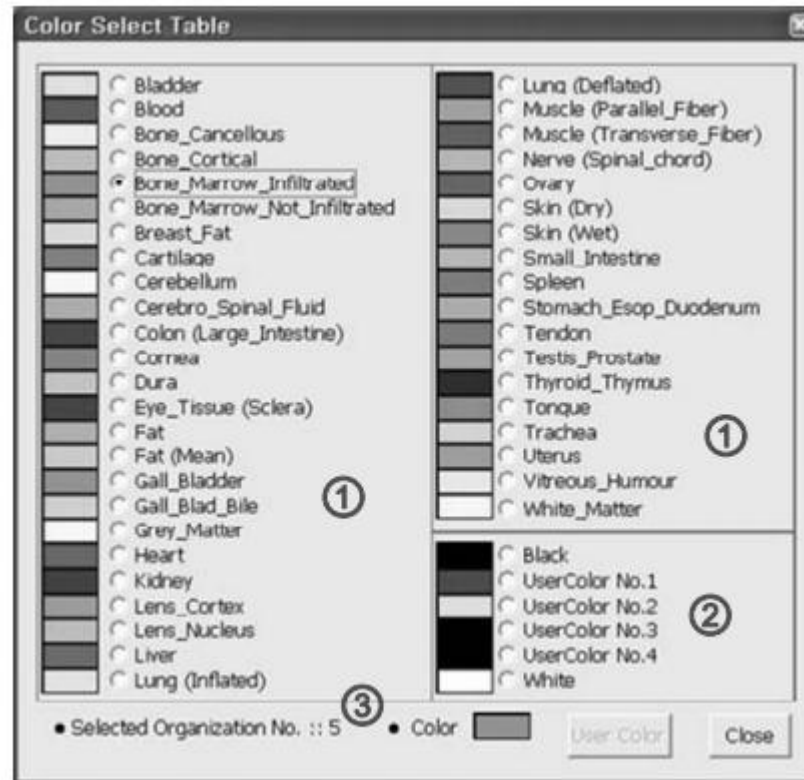 Color Select Table
Bladder
Blood
Bone_Cancellous
Bone_Cortical
Bone_Marrow_Infiltrated
Bone_Marrow_Not_Infiltrated
Breast_Fat
Cartilage
Cerebellum
Cerebro_Spinal_Fluid
Colon (Large_Intestine)
Cornea
Dura
Eye_Tissue (Sclera)
Fat
Fat (Mean)
Gall_Bladder
Gall_Blad_Bile
Grey_Matter
Heart
Kidney
Lens_Cortex
Lens_Nucleus
Liver
Lung (Inflated)
①
Lung (Deflated)
Muscle (Parallel_Fiber)
Muscle (Transverse_Fiber)
Nerve (Spinal_chord)
Ovary
Skin (Dry)
Skin (Wet)
Small_Intestine
Spleen
Stomach_Esop_Duodenum
Tendon
Testis_Prostate
Thyroid_Thymus
Tongue
Trachea
Uterus
Vitreous_Humour
White_Matter
①
Black
UserColor No.1
UserColor No.2
UserColor No.3
UserColor No.4
White
②
③
• Selected Organization No. :: 5 • Color User Color Close